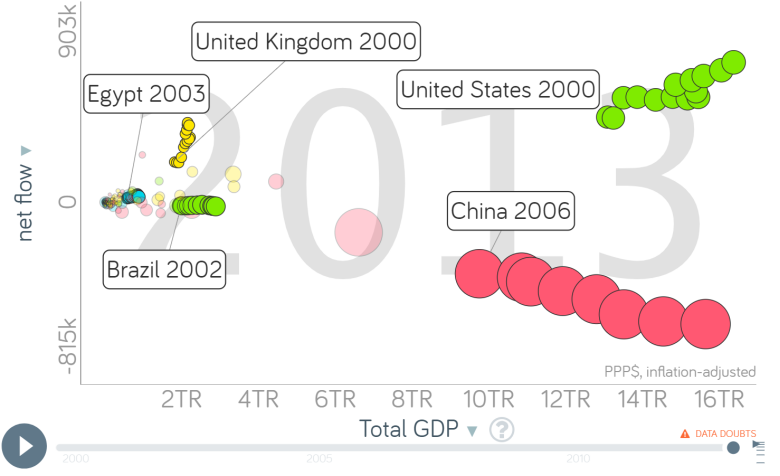 903k
United Kingdom 2000
Egypt 2003
United States 2000
2013
net flow ▼
0
China 2006
Brazil 2002
-815k
PPP$, inflation-adjusted
2TR 4TR 6TR 8TR 10TR 12TR 14TR 16TR
Total GDP ▼ ?
DATA DOUBTS
2000 2005 2010